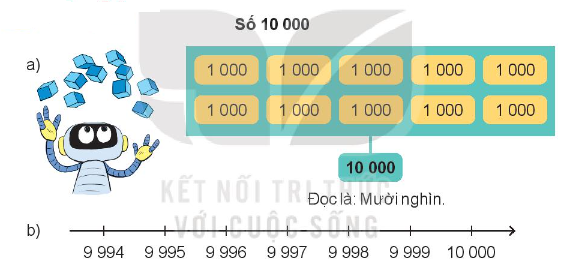 Số 10 000
a)
1 000 1 000 1 000 1 000 1 000
1 000 1 000 1 000 1 000 1 000
10 000
Đọc là: Mười nghìn.
KẾT NỐI TRI THỨC
VỚI CUỘC SỐNG
b)
9 994 9 995 9 996 9 997 9 998 9 999 10 000